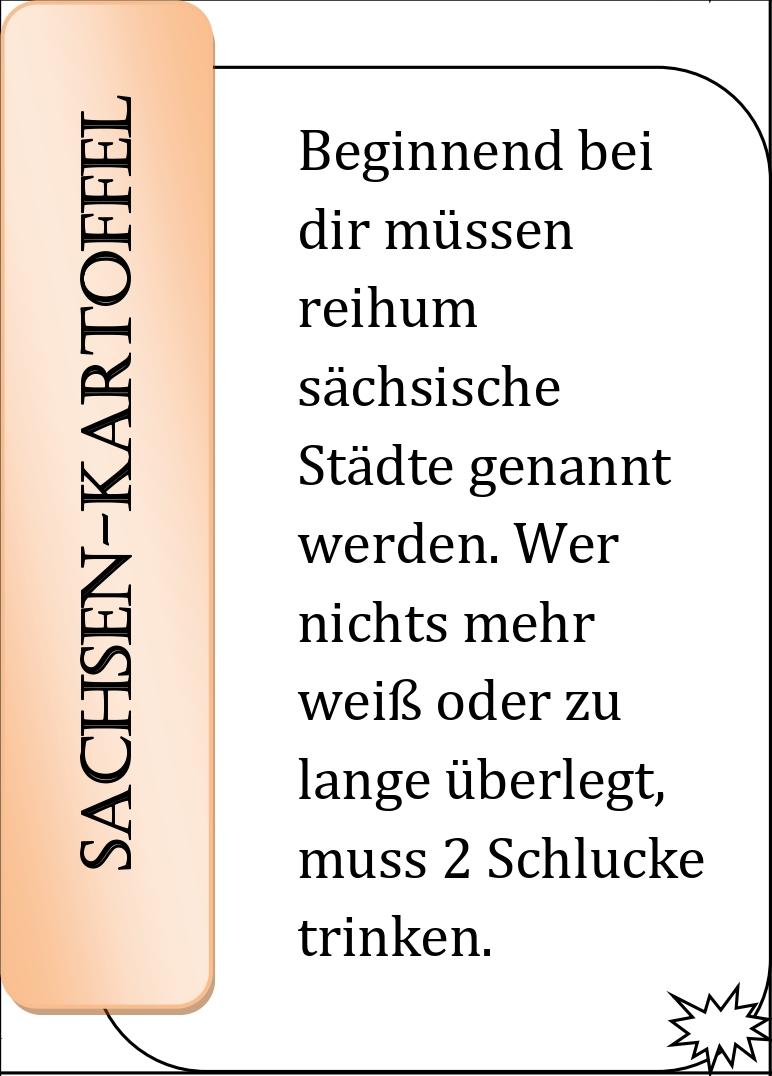 SACHSEN-KARTOFFEL
Beginnend bei
dir müssen
reihum
sächsische
Städte genannt
werden. Wer
nichts mehr
weiß oder zu
lange überlegt,
muss 2 Schlucke
trinken.